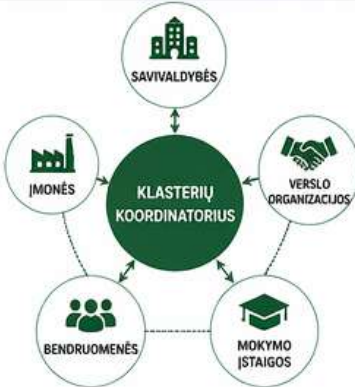 SAVIVALDYBĖS
ĮMONĖS
VERSLO
ORGANIZACIJOS
KLASTERIŲ
KOORDINATORIUS
BENDRUOMENĖS
MOKYMO
ĮSTAIGOS